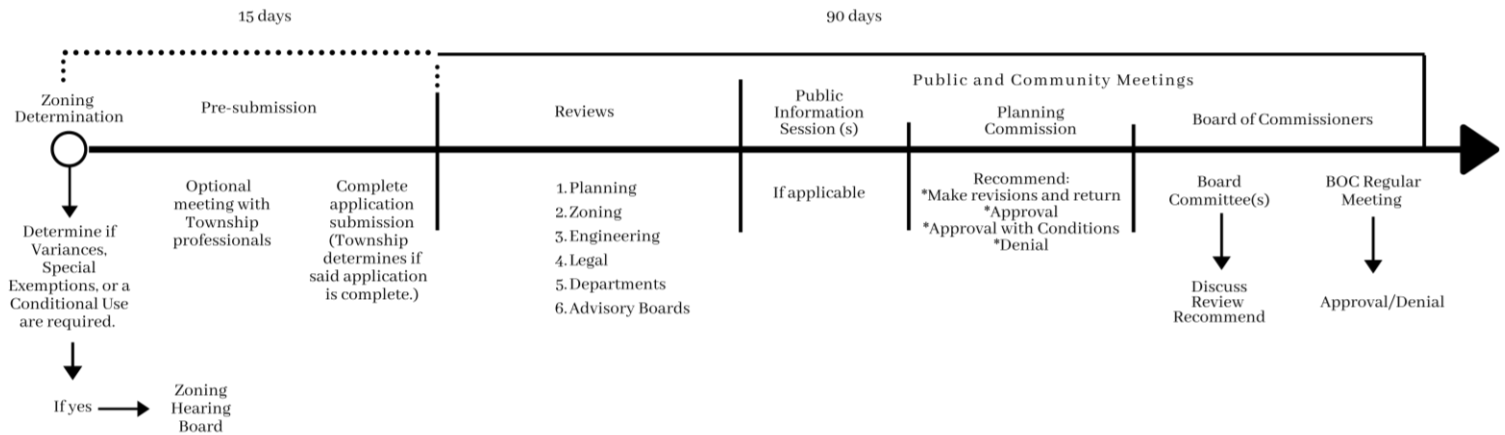 15 days
90 days
Zoning
Determination
Pre-submission
Reviews
Public and Community Meetings
Public
Information
Session (s)
Planning
Commission
Board of Commissioners
Determine if
Variances,
Special
Exemptions, or a
Conditional Use
are required.
If yes
Zoning
Hearing
Board
Optional
meeting with
Township
professionals
Complete
application
submission
(Township
determines if
said application
is complete.)
1. Planning
2. Zoning
3. Engineering
4. Legal
5. Departments
6. Advisory Boards
If applicable
Recommend:
*Make revisions and return
*Approval
*Approval with Conditions
*Denial
Board
Committee(s)
Discuss
Review
Recommend
BOC Regular
Meeting
Approval/Denial